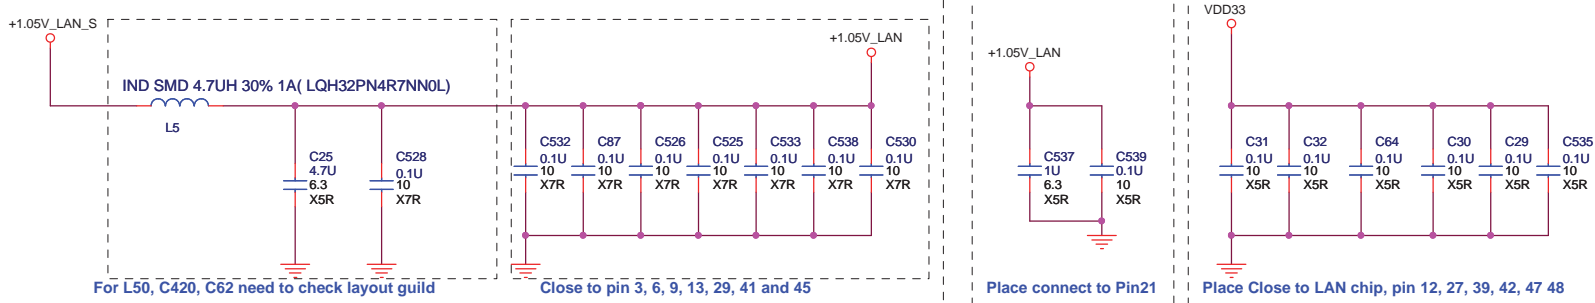 +1.05V_LAN_S
IND SMD 4.7UH 30% 1A( LQH32PN4R7NN0L)
L5
C25
4.7U
6.3
X5R
C528
0.1U
10
X7R
For L50, C420, C62 need to check layout guild
+1.05V_LAN
C532
0.1U
10
X7R
C87
0.1U
10
X7R
C526
0.1U
10
X7R
C525
0.1U
10
X7R
C533
0.1U
10
X7R
C538
0.1U
10
X7R
C530
0.1U
10
X7R
Close to pin 3, 6, 9, 13, 29, 41 and 45
+1.05V_LAN
C537
1U
6.3
X5R
C539
0.1U
10
X5R
Place connect to Pin21
VDD33
C31
0.1U
10
X5R
C32
0.1U
10
X5R
C64
0.1U
10
X5R
C30
0.1U
10
X5R
C29
0.1U
10
X5R
C535
0.1U
10
X5R
Place Close to LAN chip, pin 12, 27, 39, 42, 47 48